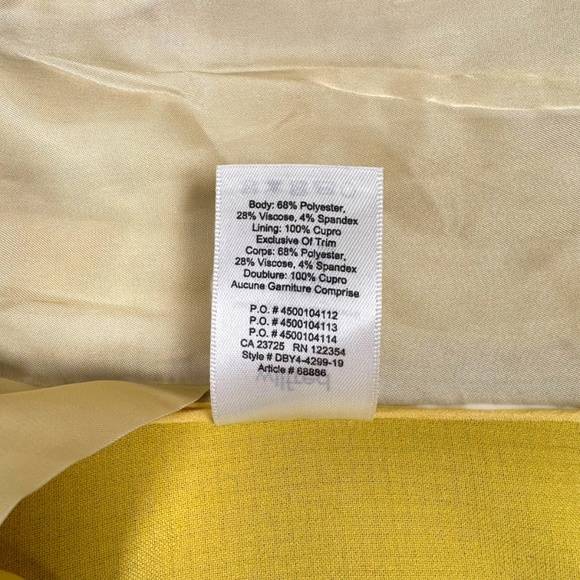 Body: 68% Polyester,
28% Viscose, 4% Spandex
Lining: 100% Cupro
Exclusive Of Trim
Corps: 68% Polyester,
28% Viscose, 4% Spandex
Doublure: 100% Cupro
Aucune Garniture Comprise
P.O. # 4500104112
P.O. # 4500104113
P.O. # 4500104114
CA 23725 RN 122354
Style # DBY4-4299-19
Article # 68886
wilfred